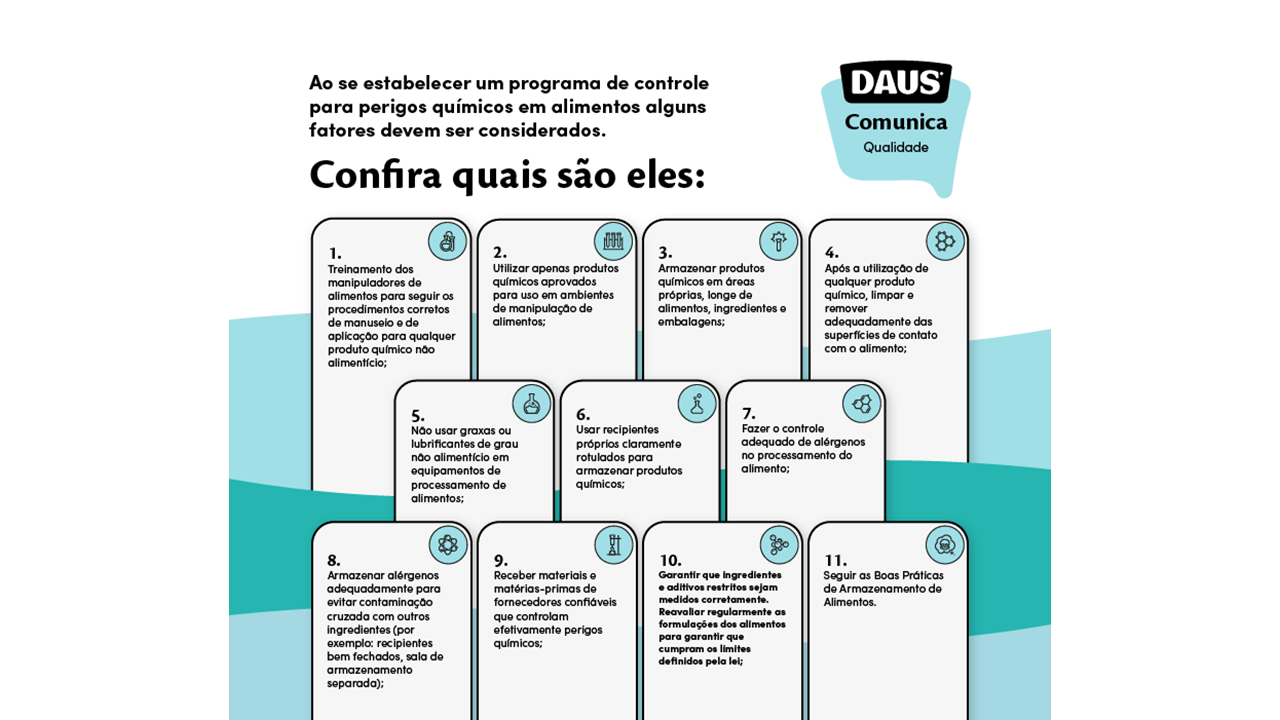 Ao se estabelecer um programa de controle
para perigos químicos em alimentos alguns
fatores devem ser considerados.
Confira quais são eles:
DAUS
Comunica
Qualidade
1.
Treinamento dos
manipuladores de
alimentos para seguir os
procedimentos corretos
de manuseio e de
aplicação para qualquer
produto químico não
alimentício;
2.
Utilizar apenas produtos
químicos aprovados
para uso em ambientes
de manipulação de
alimentos;
3.
Armazenar produtos
químicos em áreas
próprias, longe de
alimentos, ingredientes e
embalagens;
4.
Após a utilização de
qualquer produto
químico, limpar e
remover
adequadamente das
superfícies de contato
com o alimento;
5.
Não usar graxas ou
lubrificantes de grau
não alimentício em
equipamentos de
processamento de
alimentos;
6.
Usar recipientes
próprios claramente
rotulados para
armazenar produtos
químicos;
7.
Fazer o controle
adequado de alérgenos
no processamento do
alimento;
8.
Armazenar alérgenos
adequadamente para
evitar contaminação
cruzada com outros
ingredientes (por
exemplo: recipientes
bem fechados, sala de
armazenamento
separada);
9.
Receber materiais e
matérias-primas de
fornecedores confiáveis
que controlam
efetivamente perigos
químicos;
10.
Garantir que ingredientes
e aditivos restritos sejam
medidos corretamente.
Reavaliar regularmente as
formulações dos alimentos
para garantir que
cumpram os limites
definidos pela lei;
11.
Seguir as Boas Práticas
de Armazenamento de
Alimentos.